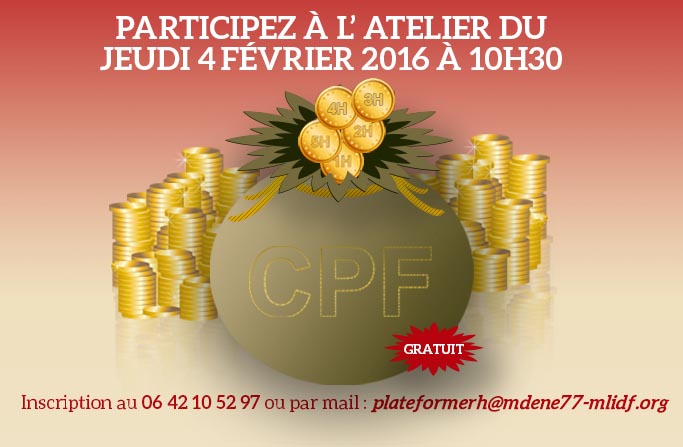 PARTICIPEZ À L’ ATELIER DU
JEUDI 4 FÉVRIER 2016 À 10H30
4H
3H
5H
2H
1H
CPF
GRATUIT
Inscription au 06 42 10 52 97 ou par mail : plateformerh@mdene77-mlidf.org